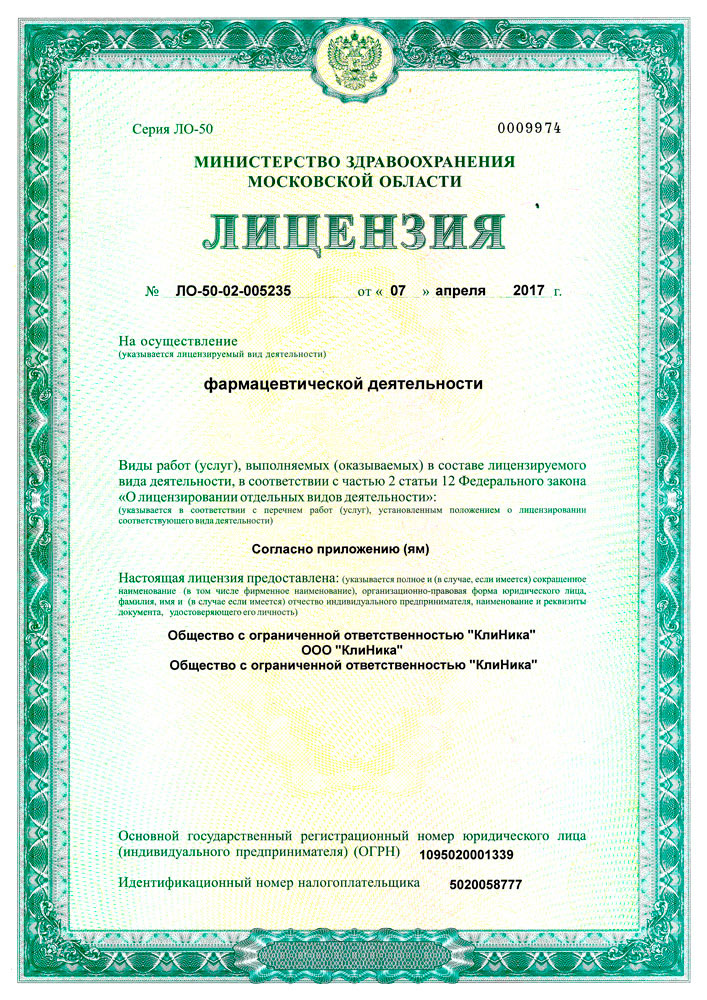 Серия ЛО-50 0009974
МИНИСТЕРСТВО ЗДРАВООХРАНЕНИЯ
МОСКОВСКОЙ ОБЛАСТИ
ЛИЦЕНЗИЯ
№ ЛО-50-02-005235 от « 07 » апреля 2017 г.
На осуществление
(указывается лицензируемый вид деятельности)
фармацевтической деятельности
Виды работ (услуг), выполняемых (оказываемых) в составе лицензируемого
вида деятельности, в соответствии с частью 2 статьи 12 Федерального закона
«О лицензировании отдельных видов деятельности»:
(указывается в соответствии с перечнем работ (услуг), установленным положением о лицензировании
соответствующего вида деятельности)
Согласно приложению (ям)
Настоящая лицензия предоставлена: (указывается полное и (в случае, если имеется) сокращенное
наименование (в том числе фирменное наименование), организационно-правовая форма юридического лица,
фамилия, имя и (в случае если имеется) отчество индивидуального предпринимателя, наименование и реквизиты
документа, удостоверяющего его личность)
Общество с ограниченной ответственностью "КлиНика"
ООО "КлиНика"
Общество с ограниченной ответственностью "КлиНика"
Основной государственный регистрационный номер юридического лица
(индивидуального предпринимателя) (ОГРН) 1095020001339
Идентификационный номер налогоплательщика 5020058777